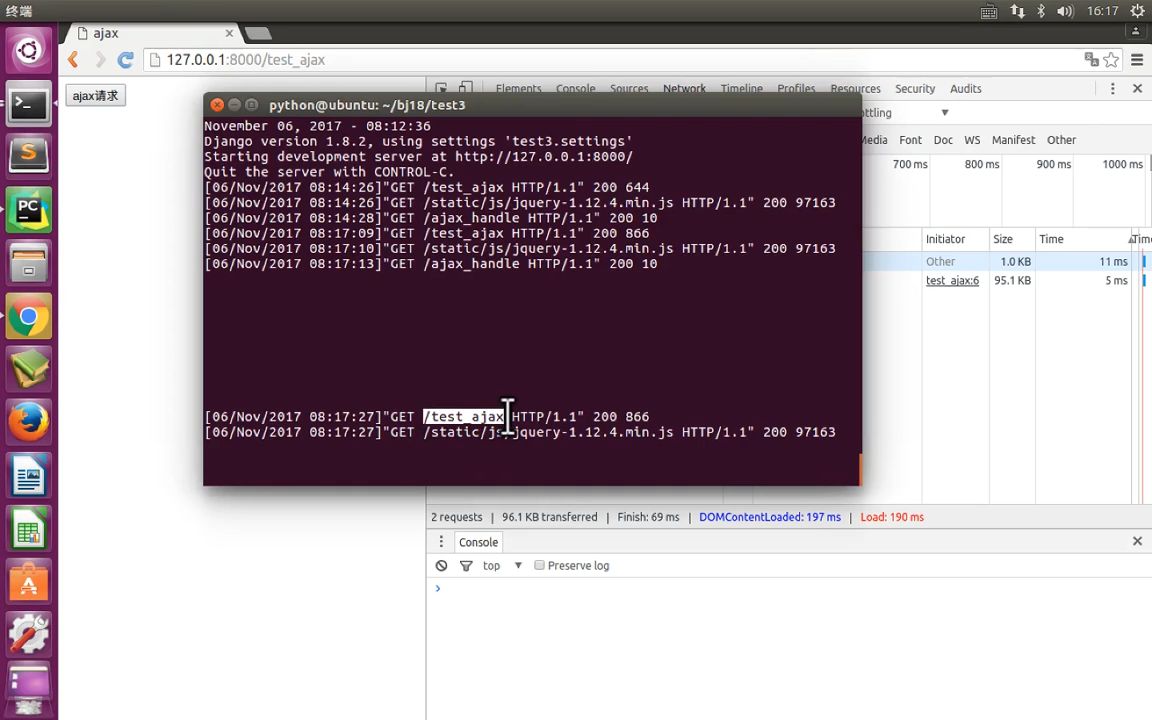 终端
16:17
ajax
127.0.0.1:8000/test_ajax
ajax请求
Elements Console Sources Network Timeline Profiles Resources Security Audits
python@ubuntu: ~/bj18/test3
ttling
Media Font Doc WS Manifest Other
700 ms 800 ms 900 ms 1000 ms
November 06, 2017 - 08:12:36
Django version 1.8.2, using settings 'test3.settings'
Starting development server at http://127.0.0.1:8000/
Quit the server with CONTROL-C.
[06/Nov/2017 08:14:26]"GET /test_ajax HTTP/1.1" 200 644
[06/Nov/2017 08:14:26]"GET /static/js/jquery-1.12.4.min.js HTTP/1.1" 200 97163
[06/Nov/2017 08:14:28]"GET /ajax_handle HTTP/1.1" 200 10
[06/Nov/2017 08:17:09]"GET /test_ajax HTTP/1.1" 200 866
[06/Nov/2017 08:17:10]"GET /static/js/jquery-1.12.4.min.js HTTP/1.1" 200 97163
[06/Nov/2017 08:17:13]"GET /ajax_handle HTTP/1.1" 200 10
Initiator Size Time Tim
Other 1.0 KB 11 ms
test_ajax:6 95.1 KB 5 ms
[06/Nov/2017 08:17:27]"GET /test_ajax HTTP/1.1" 200 866
[06/Nov/2017 08:17:27]"GET /static/js/jquery-1.12.4.min.js HTTP/1.1" 200 97163
2 requests | 96.1 KB transferred | Finish: 69 ms | DOMContentLoaded: 197 ms | Load: 190 ms
Console
top Preserve log